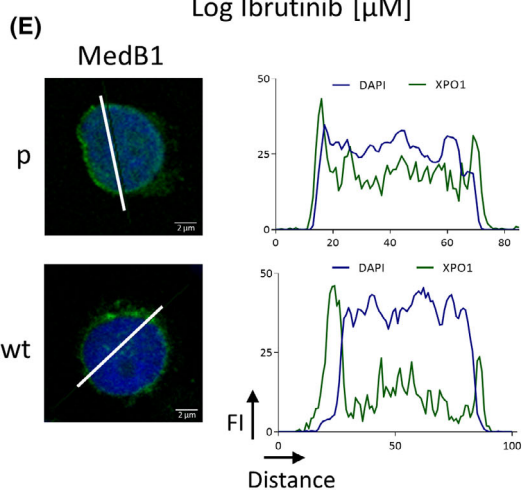 Log Ibrutinib [µM]
(E)
MedB1
p
2 µm
50
25
0
DAPI XPO1
0 20 40 60 80
wt
2 µm
50
25
0
DAPI XPO1
0 50 100
FI
Distance